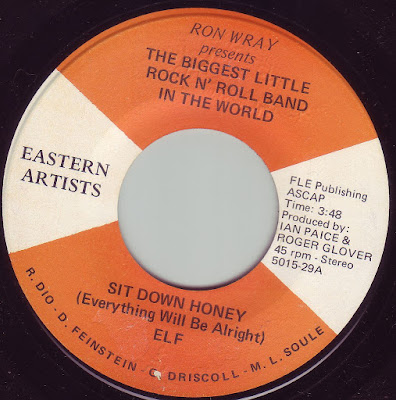 RON WRAY
presents
THE BIGGEST LITTLE
ROCK N' ROLL BAND
IN THE WORLD
EASTERN
ARTISTS
FLE Publishing
ASCAP
Time: 3:48
Produced by:
IAN PAICE &
ROGER GLOVER
45 rpm - Stereo
5015-29A
SIT DOWN HONEY
(Everything Will Be Alright)
ELF
R. DIO - D. FEINSTEIN - G. DRISCOLL - M. L. SOULE